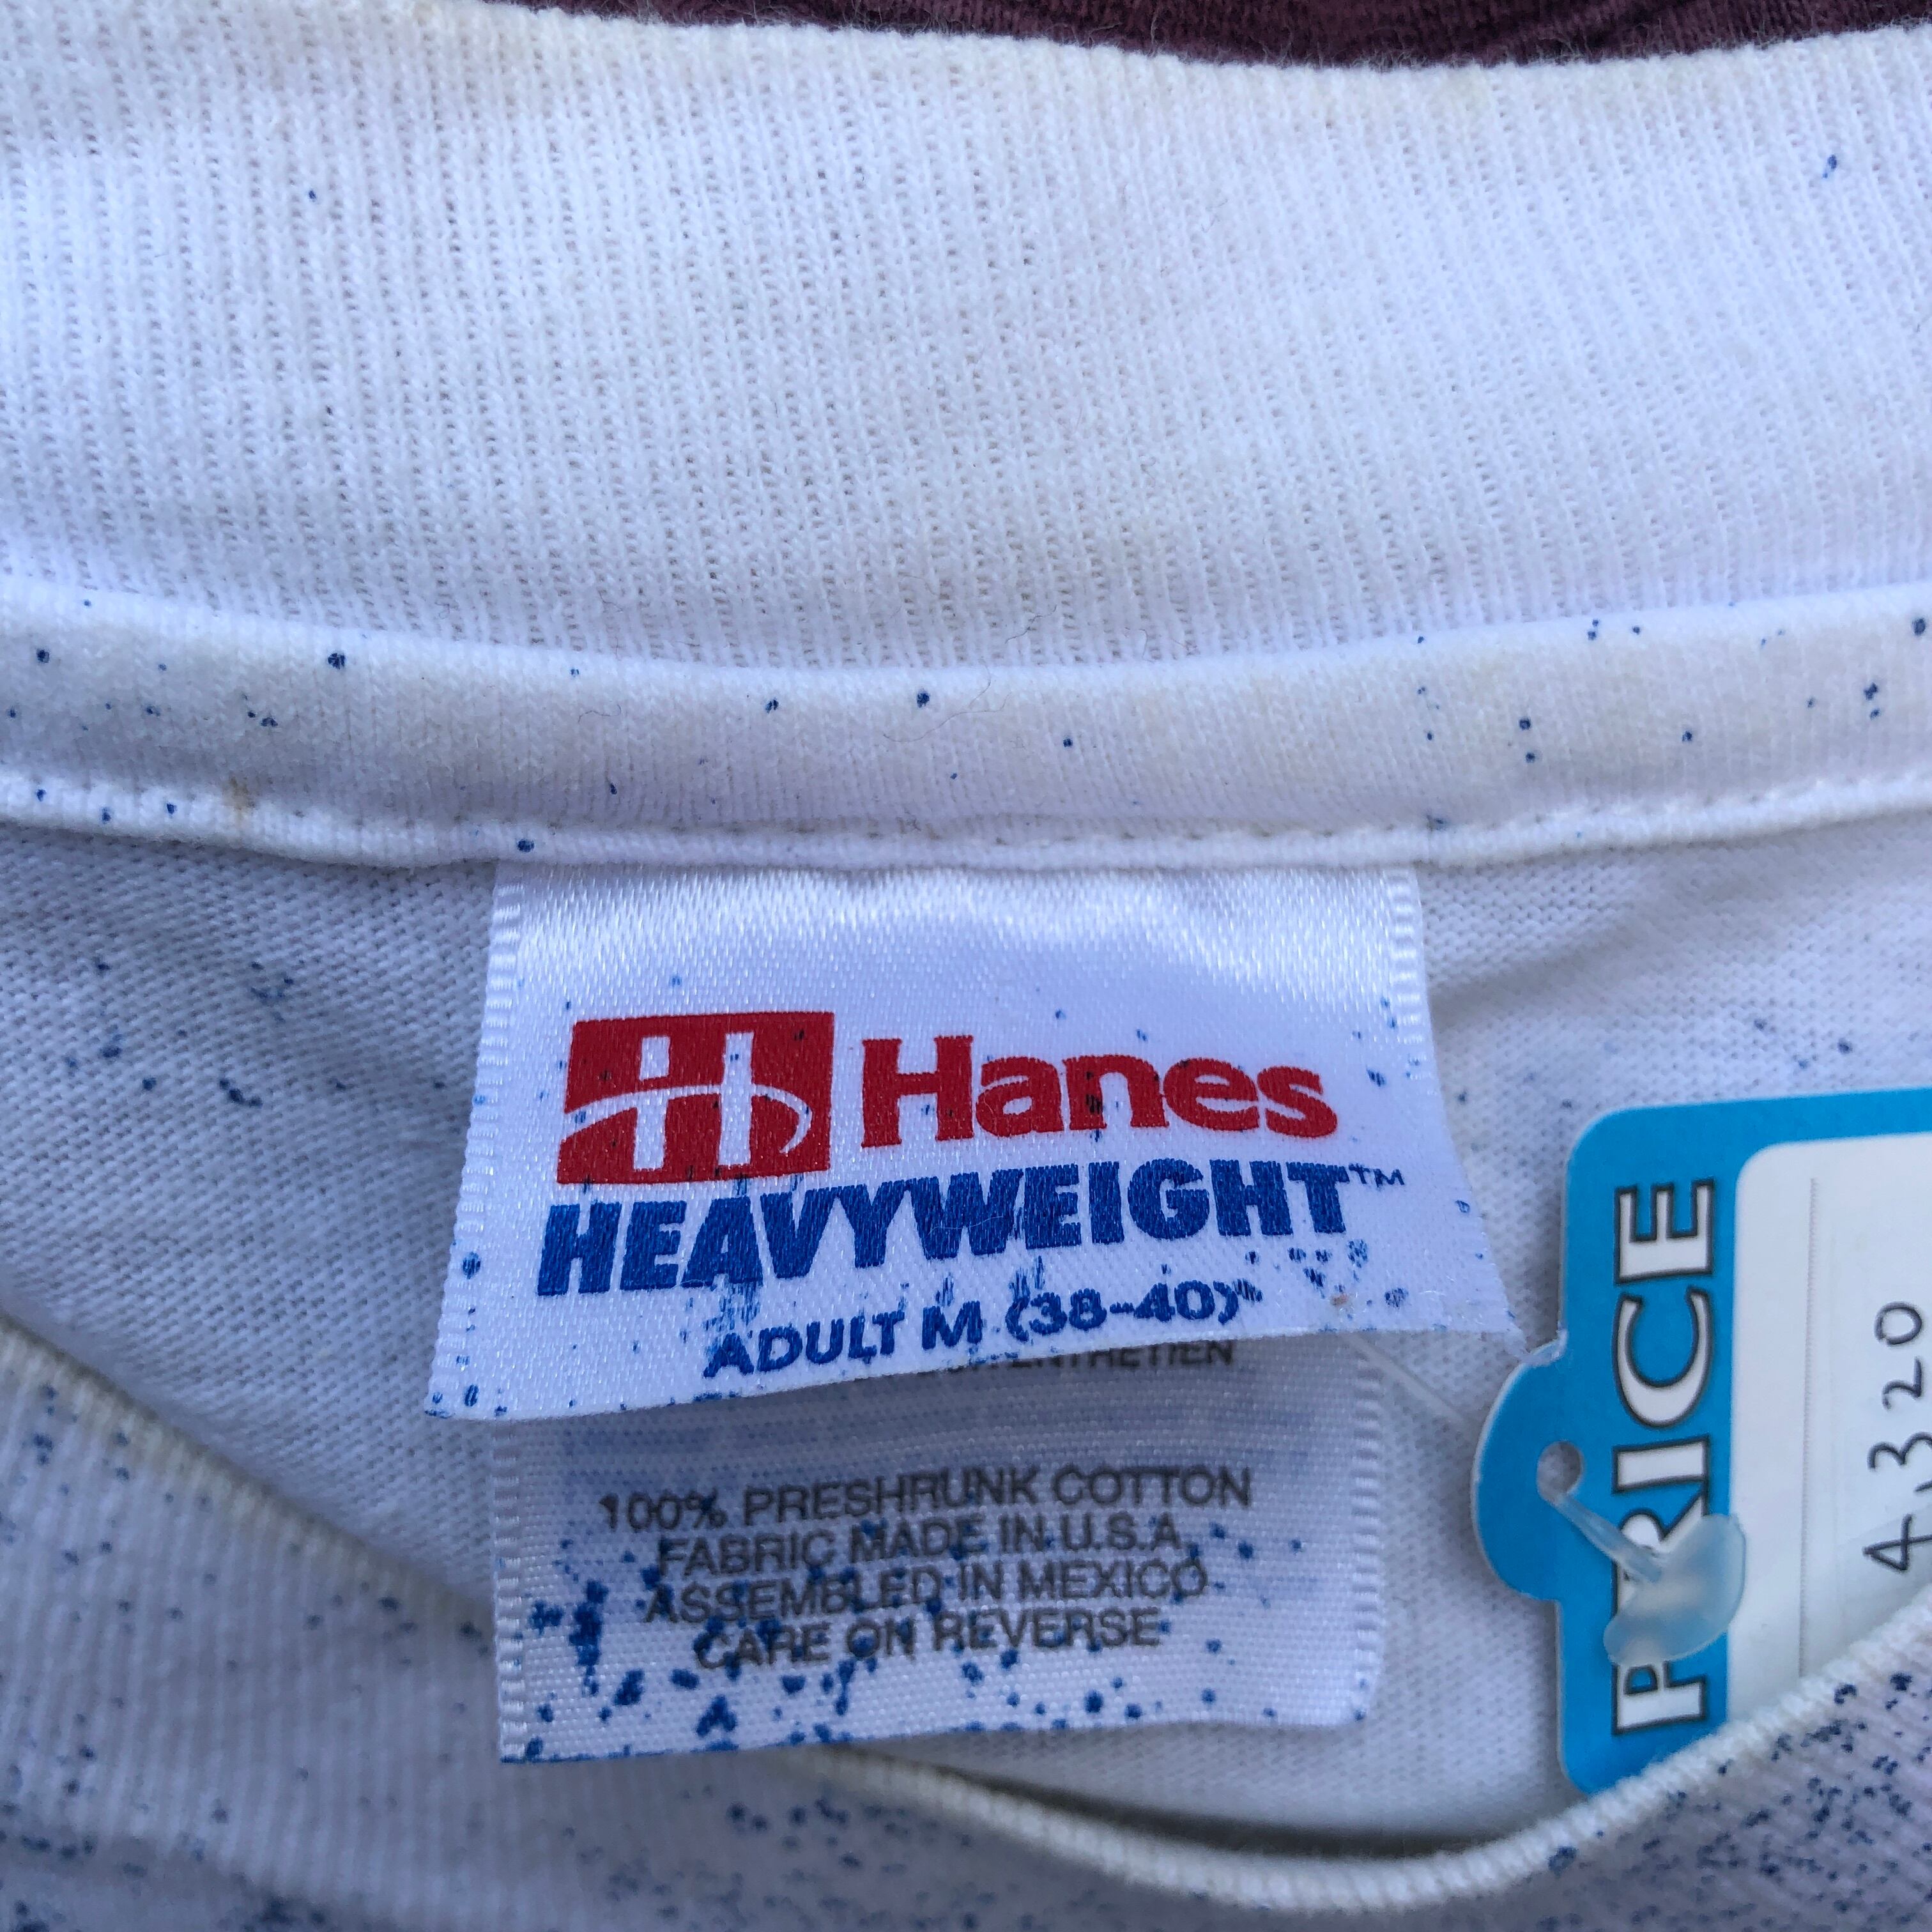 Hanes
HEAVYWEIGHT™
ADULT M (38-40)
ENTRETIEN
100% PRESHRUNK COTTON
FABRIC MADE IN U.S.A.
ASSEMBLED IN MEXICO
CARE ON REVERSE
PRICE
4,320